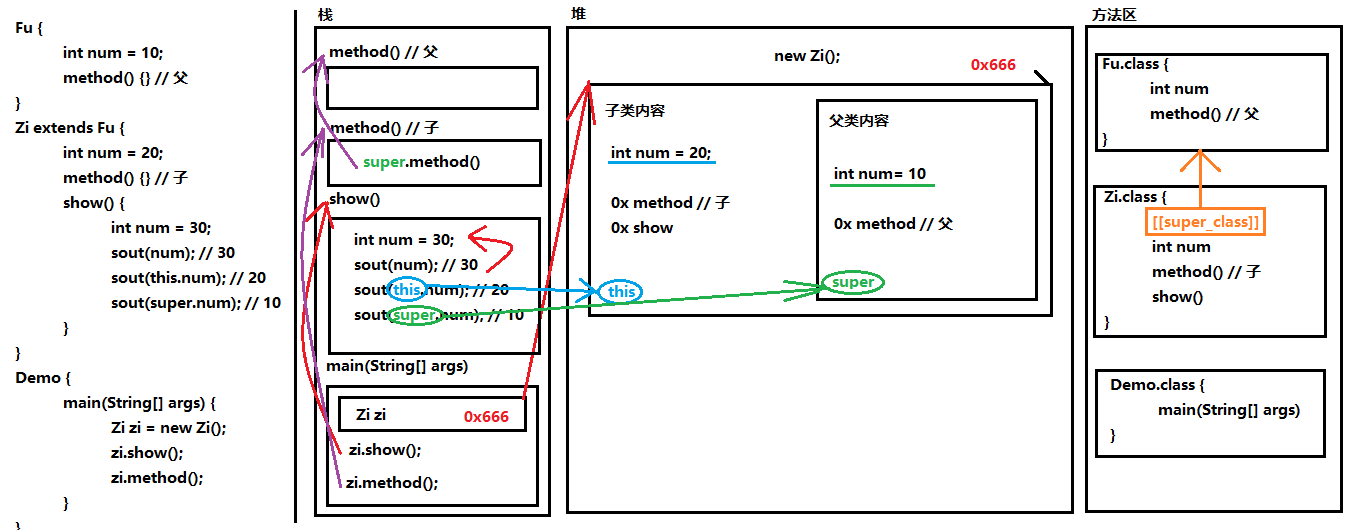 Fu {
int num = 10;
method() {} // 父
}
Zi extends Fu {
int num = 20;
method() {} // 子
show() {
int num = 30;
sout(num); // 30
sout(this.num); // 20
sout(super.num); // 10
}
}
Demo {
main(String[] args) {
Zi zi = new Zi();
zi.show();
zi.method();
}
}
栈
method() // 父
method() // 子
super.method()
show()
int num = 30;
sout(num); // 30
sout(this.num); // 20
sout(super.num); // 10
main(String[] args)
Zi zi 0x666
zi.show();
zi.method();
堆
new Zi();
0x666
子类内容
int num = 20;
0x method // 子
0x show
this
父类内容
int num= 10
0x method // 父
super
方法区
Fu.class {
int num
method() // 父
}
Zi.class {
[[super_class]]
int num
method() // 子
show()
}
Demo.class {
main(String[] args)
}